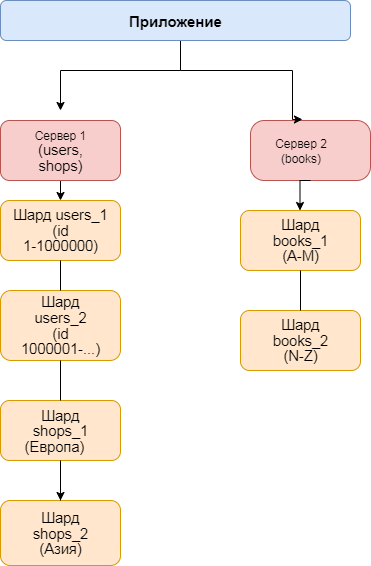 Приложение
Сервер 1
(users,
shops)
Сервер 2
(books)
Шард users_1
(id
1-1000000)
Шард
books_1
(A-M)
Шард
users_2
(id
1000001-...)
Шард
books_2
(N-Z)
Шард
shops_1
(Европа)
Шард
shops_2
(Азия)